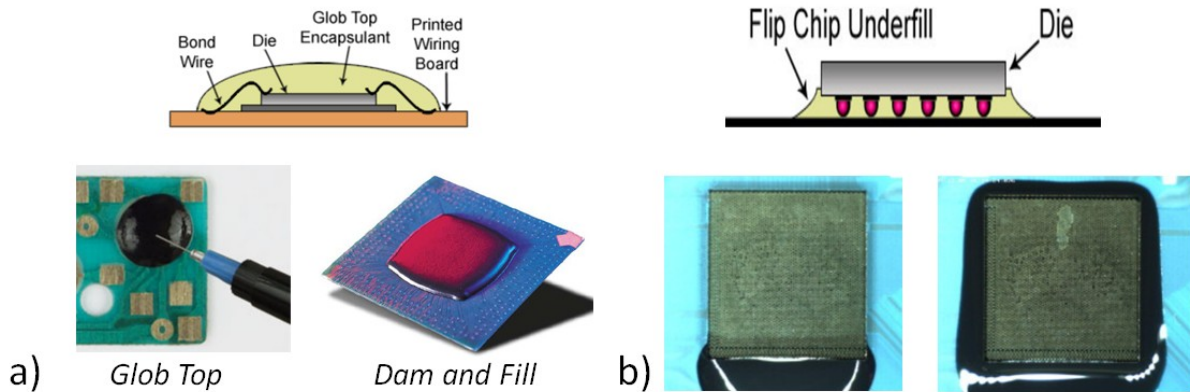 Bond
Wire
Die
Glob Top
Encapsulant
Printed
Wiring
Board
Flip Chip Underfill
Die
a)
Glob Top
Dam and Fill
b)